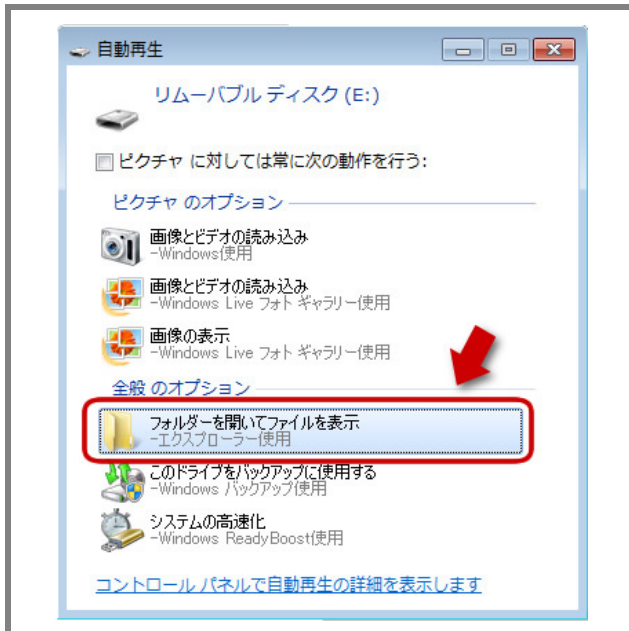 自動再生
リムーバブル ディスク (E:)
ピクチャ に対しては常に次の動作を行う:
ピクチャ のオプション
画像とビデオの読み込み
-Windows使用
画像とビデオの読み込み
-Windows Live フォト ギャラリー使用
画像の表示
-Windows Live フォト ギャラリー使用
全般 のオプション
フォルダーを開いてファイルを表示
-エクスプローラー使用
このドライブをバックアップに使用する
-Windows バックアップ使用
システムの高速化
-Windows ReadyBoost使用
コントロール パネルで自動再生の詳細を表示します